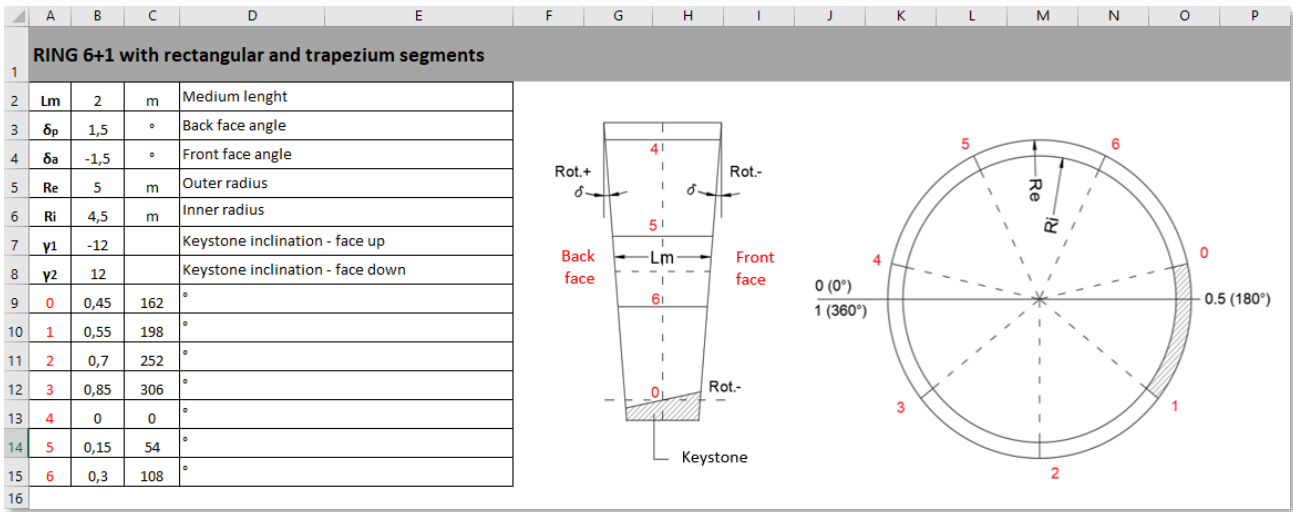 A B C D E F G H I J K L M N O P
1 RING 6+1 with rectangular and trapezium segments
2 Lm 2 m Medium lenght
3 δp 1,5 ° Back face angle
4 δa -1,5 ° Front face angle
5 Re 5 m Outer radius
6 Ri 4,5 m Inner radius
7 γ1 -12 Keystone inclination - face up
8 γ2 12 Keystone inclination - face down
9 0 0,45 162 °
10 1 0,55 198 °
11 2 0,7 252 °
12 3 0,85 306 °
13 4 0 0 °
14 5 0,15 54 °
15 6 0,3 108 °
16
4
Rot.+ Rot.-
δ δ
5
Back face
Lm
Front face
6
0 Rot.-
Keystone
5 6
Re
Ri
4 0
0 (0°)
1 (360°)
0.5 (180°)
3 1
2